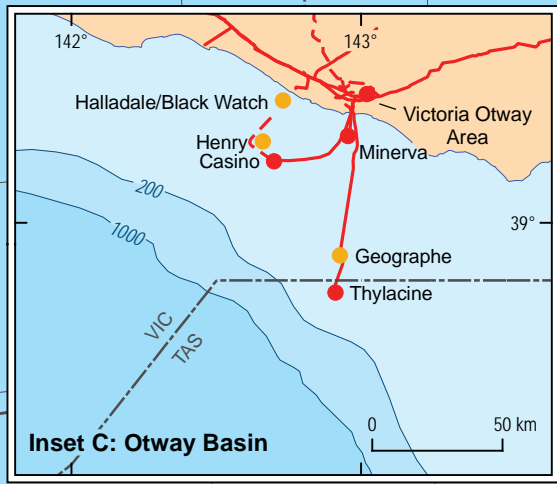 142°
143°
Halladale/Black Watch
Victoria Otway
Area
Henry
Casino
Minerva
200
1000
39°
Geographe
Thylacine
VIC
TAS
0
50 km
Inset C: Otway Basin